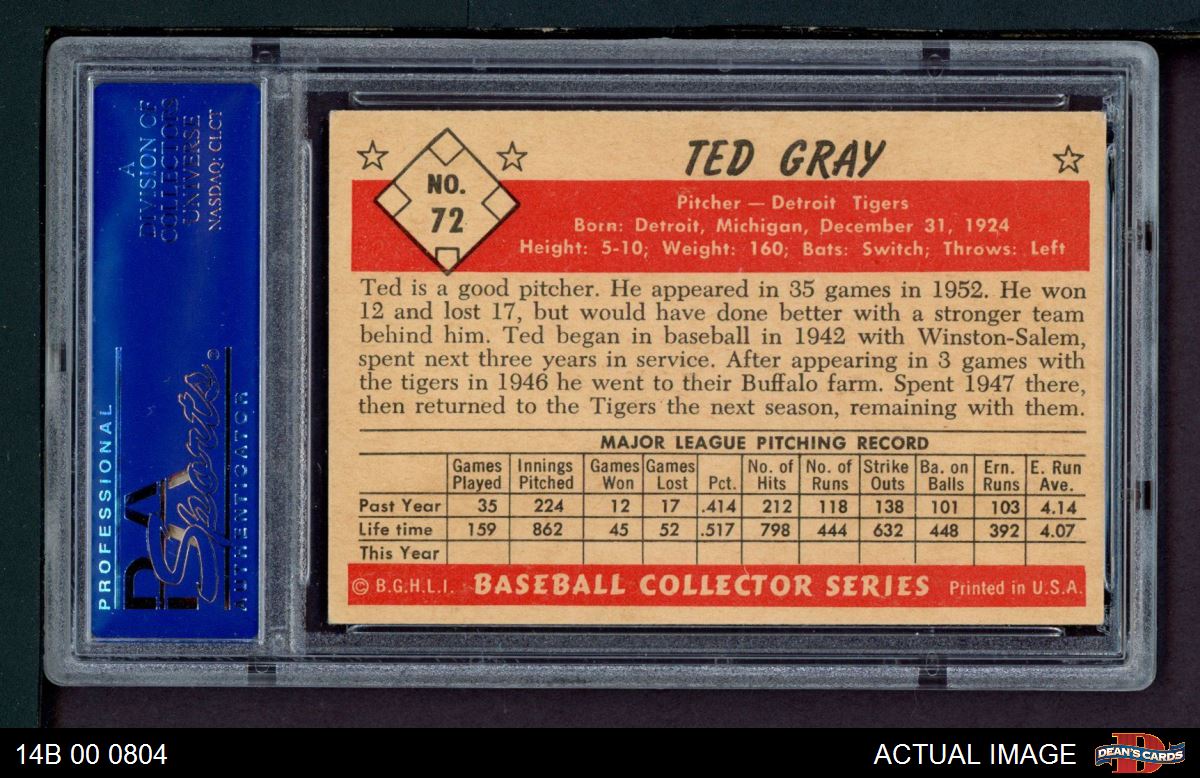 A
DIVISION OF
COLLECTORS
UNIVERSE
NASDAQ: CLCT
PROFESSIONAL
PSA
Sports®
AUTHENTICATOR
NO.
72
TED GRAY
Pitcher — Detroit Tigers
Born: Detroit, Michigan, December 31, 1924
Height: 5-10; Weight: 160; Bats: Switch; Throws: Left
Ted is a good pitcher. He appeared in 35 games in 1952. He won
12 and lost 17, but would have done better with a stronger team
behind him. Ted began in baseball in 1942 with Winston-Salem,
spent next three years in service. After appearing in 3 games with
the tigers in 1946 he went to their Buffalo farm. Spent 1947 there,
then returned to the Tigers the next season, remaining with them.
MAJOR LEAGUE PITCHING RECORD
Games Innings Games Games No. of No. of Strike Ba. on Ern. E. Run
Played Pitched Won Lost Pct. Hits Runs Outs Balls Runs Ave.
Past Year 35 224 12 17 .414 212 118 138 101 103 4.14
Life time 159 862 45 52 .517 798 444 632 448 392 4.07
This Year
© B.G.H.L.I. BASEBALL COLLECTOR SERIES Printed in U.S.A.
14B 00 0804
ACTUAL IMAGE
D
DEAN'S CARDS